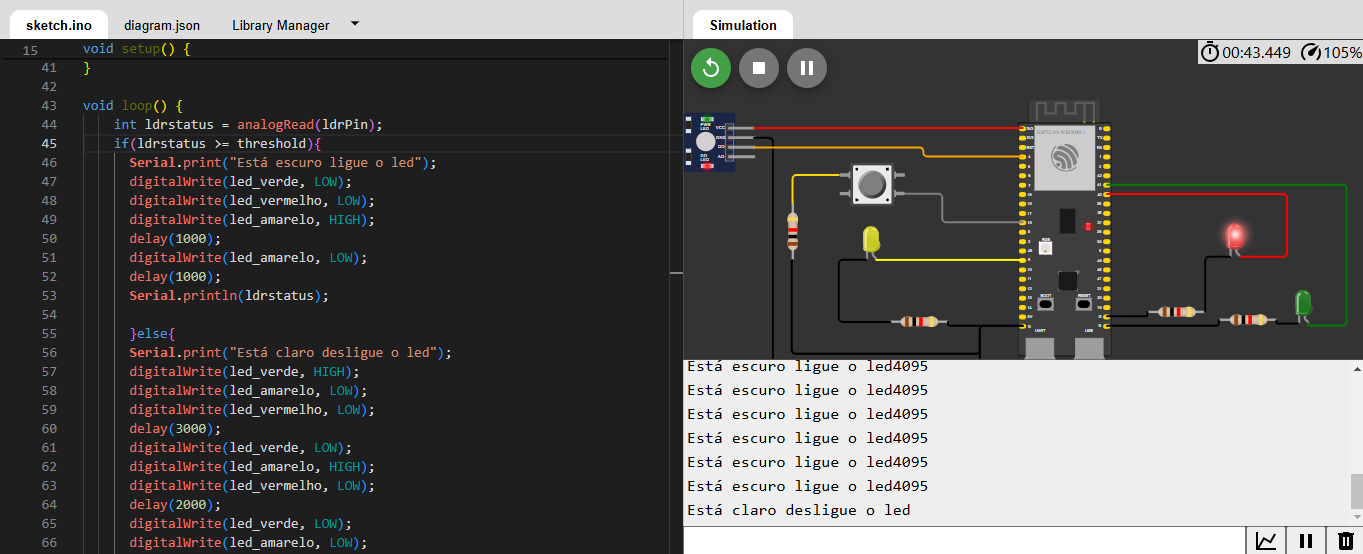 sketch.ino diagram.json Library Manager
15 void setup() {
41 }
42
43 void loop() {
44 int ldrstatus = analogRead(ldrPin);
45 if(ldrstatus >= threshold){
46 Serial.print("Está escuro ligue o led");
47 digitalWrite(led_verde, LOW);
48 digitalWrite(led_vermelho, LOW);
49 digitalWrite(led_amarelo, HIGH);
50 delay(1000);
51 digitalWrite(led_amarelo, LOW);
52 delay(1000);
53 Serial.println(ldrstatus);
54
55 }else{
56 Serial.print("Está claro desligue o led");
57 digitalWrite(led_verde, HIGH);
58 digitalWrite(led_amarelo, LOW);
59 digitalWrite(led_vermelho, LOW);
60 delay(3000);
61 digitalWrite(led_verde, LOW);
62 digitalWrite(led_amarelo, HIGH);
63 digitalWrite(led_vermelho, LOW);
64 delay(2000);
65 digitalWrite(led_verde, LOW);
66 digitalWrite(led_amarelo, LOW);
Simulation
00:43.449 105%
PWR
LED
VCC
GND
DO
AO
DO
LED
RGB
BOOT
RESET
UART
USB
Está escuro ligue o led4095
Está escuro ligue o led4095
Está escuro ligue o led4095
Está escuro ligue o led4095
Está escuro ligue o led4095
Está escuro ligue o led4095
Está claro desligue o led